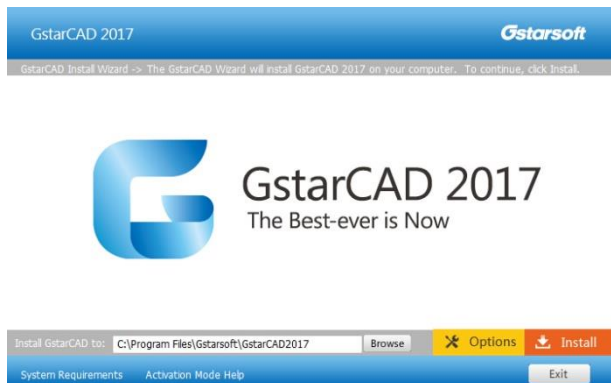 GstarCAD 2017
Gstarsoft
GstarCAD Install Wizard -> The GstarCAD Wizard will install GstarCAD 2017 on your computer. To continue, click Install.
GstarCAD 2017
The Best-ever is Now
Install GstarCAD to: C:\Program Files\Gstarsoft\GstarCAD2017 Browse Options Install
System Requirements Activation Mode Help Exit